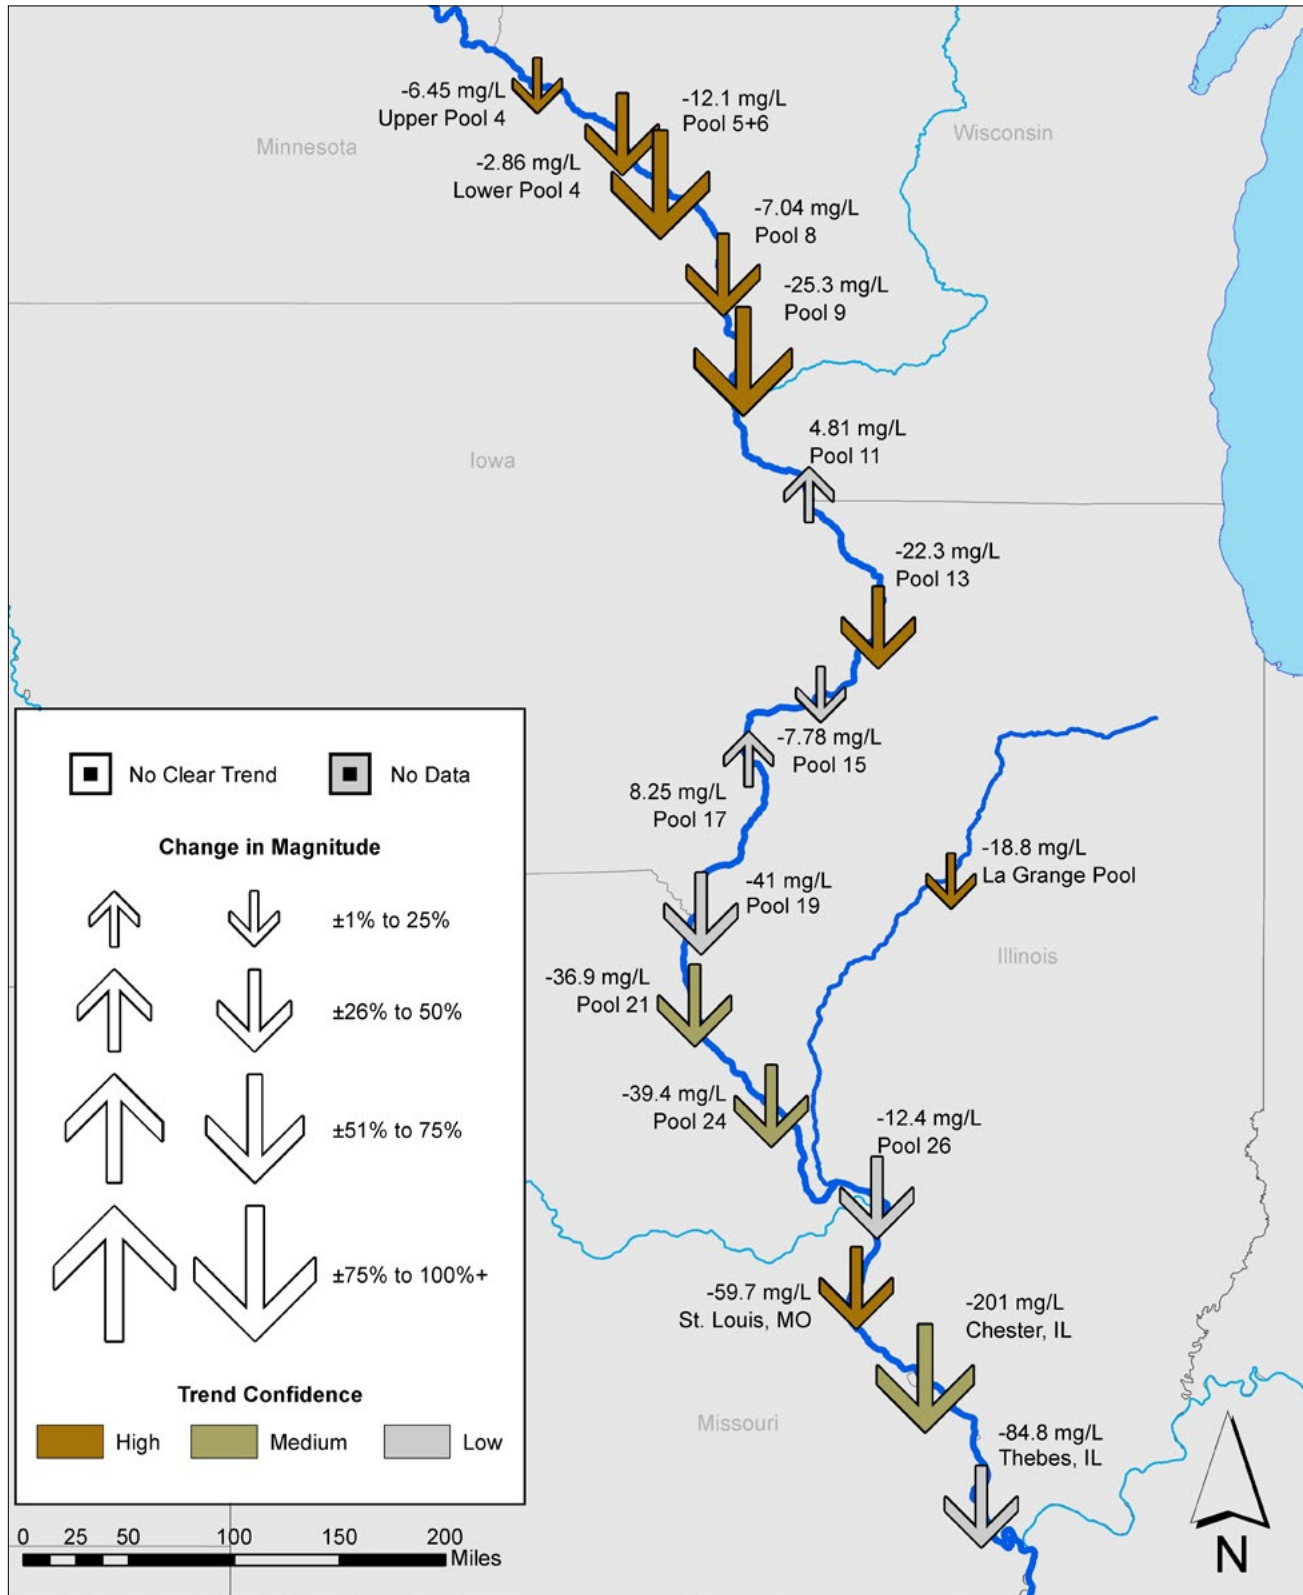 -6.45 mg/L
Upper Pool 4
-12.1 mg/L
Pool 5+6
Minnesota
Wisconsin
-2.86 mg/L
Lower Pool 4
-7.04 mg/L
Pool 8
-25.3 mg/L
Pool 9
4.81 mg/L
Pool 11
Iowa
-22.3 mg/L
Pool 13
-7.78 mg/L
Pool 15
8.25 mg/L
Pool 17
-18.8 mg/L
La Grange Pool
-41 mg/L
Pool 19
Illinois
-36.9 mg/L
Pool 21
-39.4 mg/L
Pool 24
-12.4 mg/L
Pool 26
-59.7 mg/L
St. Louis, MO
-201 mg/L
Chester, IL
Missouri
-84.8 mg/L
Thebes, IL
No Clear Trend
No Data
Change in Magnitude
±1% to 25%
±26% to 50%
±51% to 75%
±75% to 100%+
Trend Confidence
High
Medium
Low
0 25 50 100 150 200
Miles
N